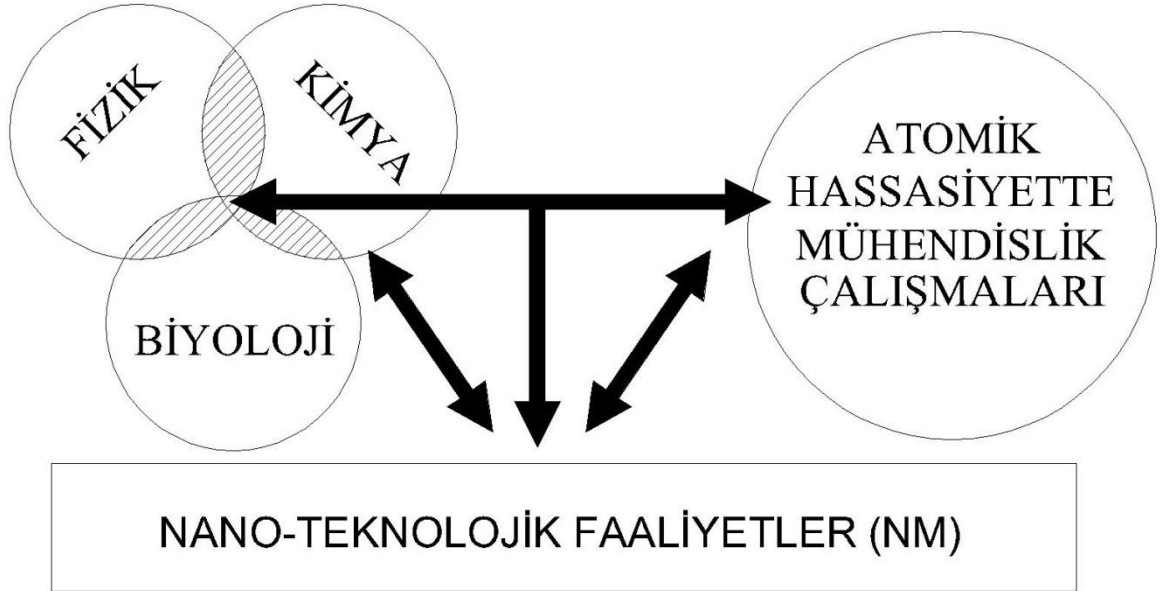 FİZİK
KİMYA
BİYOLOJİ
ATOMİK
HASSASİYETTE
MÜHENDİSLİK
ÇALIŞMALARI
NANO-TEKNOLOJİK FAALİYETLER (NM)